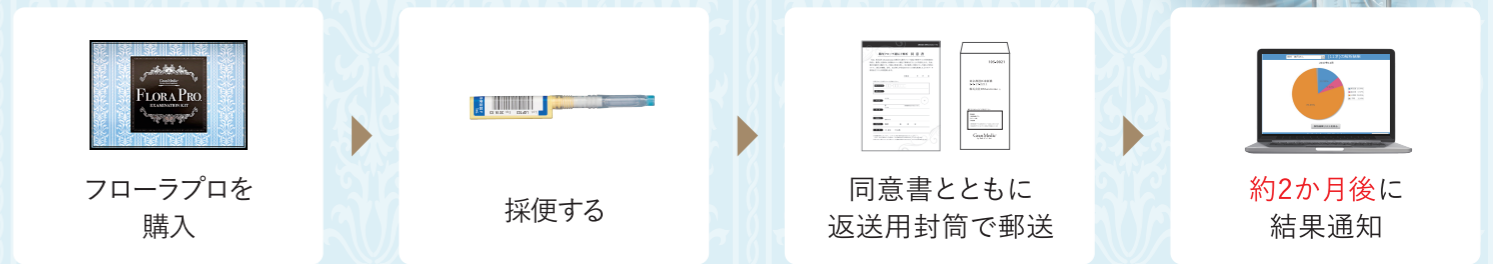 FLORA PRO
EXAMINATION KIT
フローラプロを
購入
採便する
同意書とともに
返送用封筒で郵送
約2か月後に
結果通知